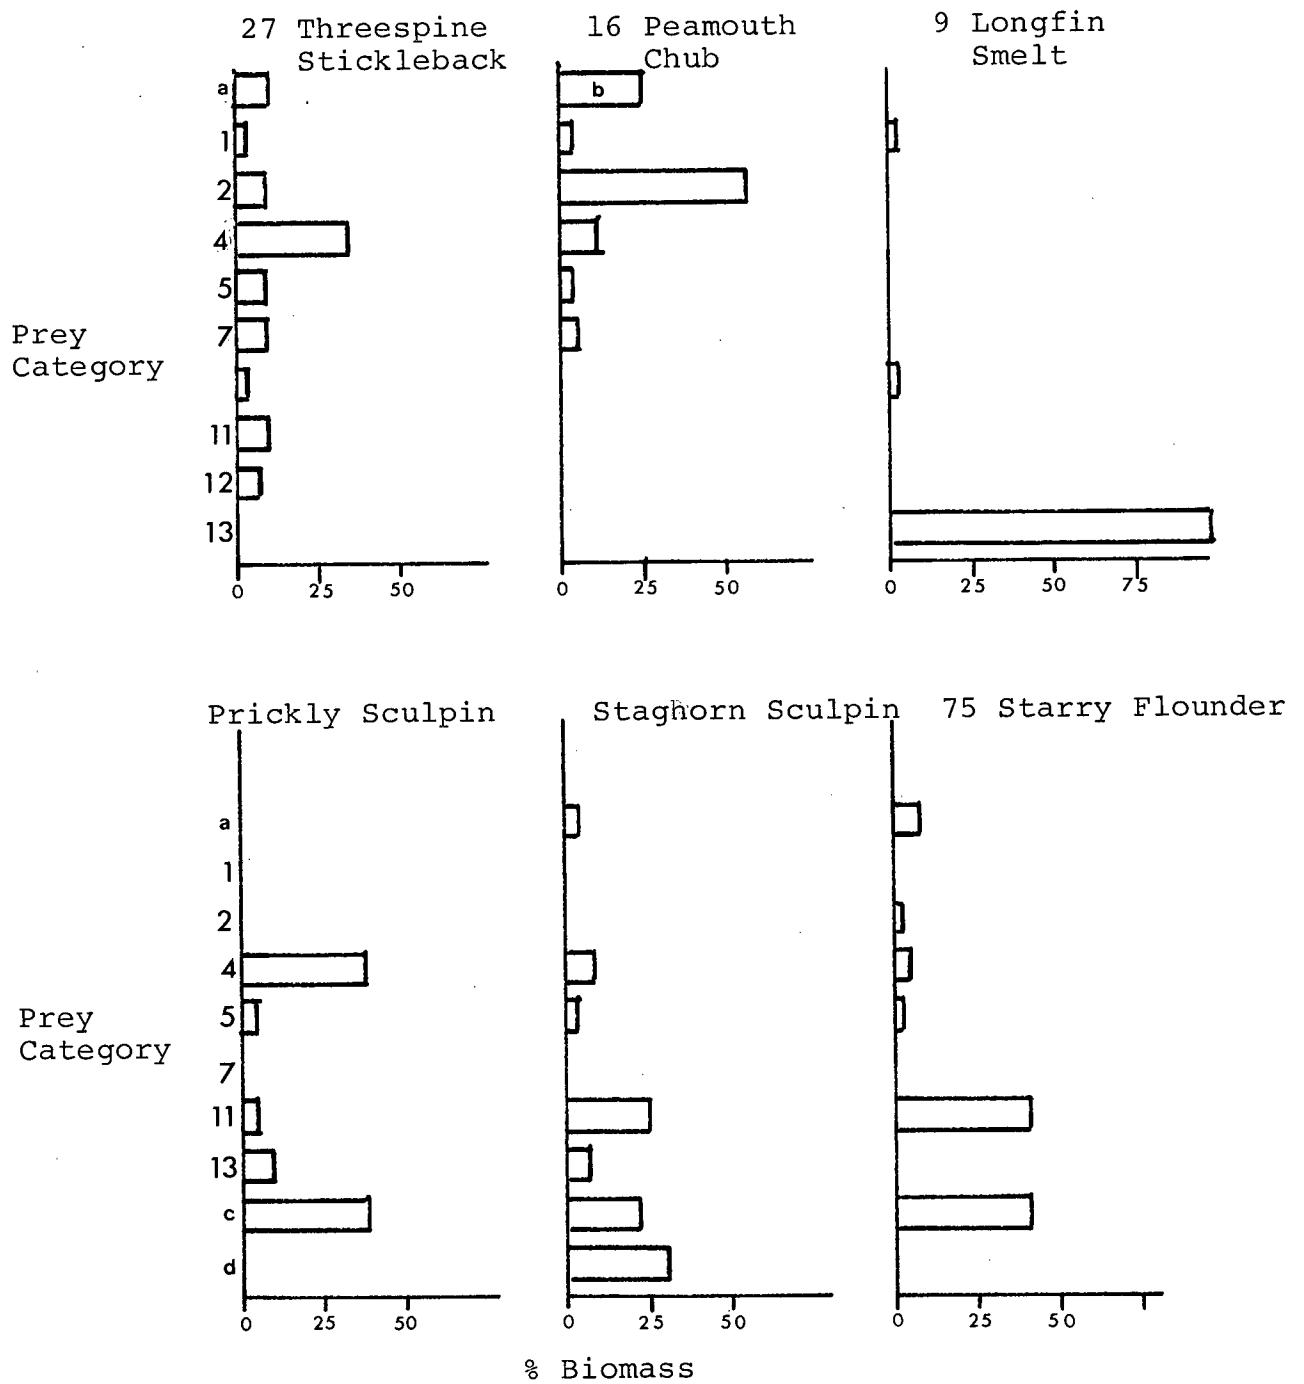 27 Threespine
Stickleback
16 Peamouth
Chub
9 Longfin
Smelt
a
b
1
2
4
5
7
11
12
13
Prey
Category
0 25 50
0 25 50
0 25 50 75
Prickly Sculpin
Staghorn Sculpin
75 Starry Flounder
a
1
2
4
5
7
11
13
c
d
Prey
Category
0 25 50
0 25 50
0 25 50
% Biomass